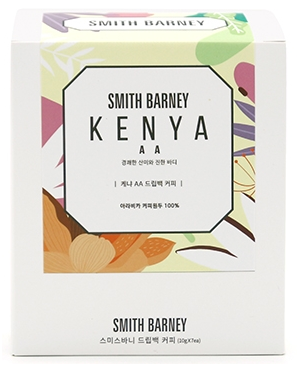 SMITH BARNEY
SMITH BARNEY
KENYA
AA
경쾌한 산미와 진한 바디
| 케냐 AA 드립백 커피 |
아라비카 커피원두 100%
SMITH BARNEY
스미스바니 드립백 커피 (10gX7ea)